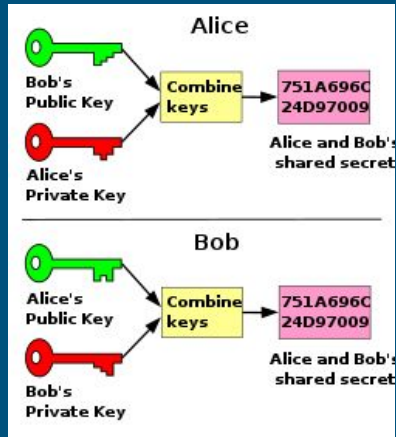 Alice
Bob's
Public Key
Combine
keys
751A696C
24D97009
Alice's
Private Key
Alice and Bob's
shared secret
Bob
Alice's
Public Key
Combine
keys
751A696C
24D97009
Bob's
Private Key
Alice and Bob's
shared secret